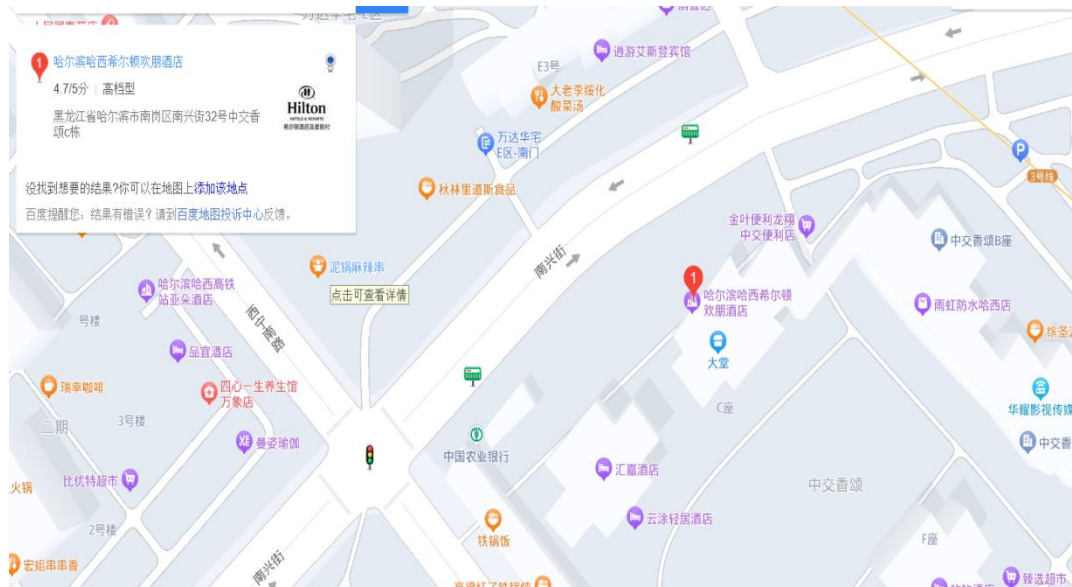 哈尔滨哈西希尔顿欢朋酒店
4.7/5分 | 高档型
黑龙江省哈尔滨市南岗区南兴街32号中交香
颂c栋
Hilton
HOTELS & RESORTS
希尔顿酒店及度假村
没找到想要的结果?你可以在地图上添加该地点
百度提醒您:结果有错误?请到百度地图投诉中心反馈。
逍游艾斯登宾馆
E3号
大老李绥化
酸菜汤
万达华宅
E区-南门
秋林里道斯食品
P
3号线
金叶便利龙翔
中交便利店
中交香颂B座
南兴街
泥锅麻辣串
点击可查看详情
1
哈尔滨哈西希尔顿
欢朋酒店
雨虹防水哈西店
哈尔滨哈西高铁
站亚朵酒店
号楼
西宁南路
品宜酒店
大堂
瑞幸咖啡
四心一生养生馆
万象店
C座
华耀影视传媒
3号楼
二期
曼姿瑜伽
中国农业银行
中交香
汇嘉酒店
比优特超市
火锅
中交香颂
云涂轻居酒店
2号楼
铁锅饭
F座
宏姐串串香
南兴街
臻选超市